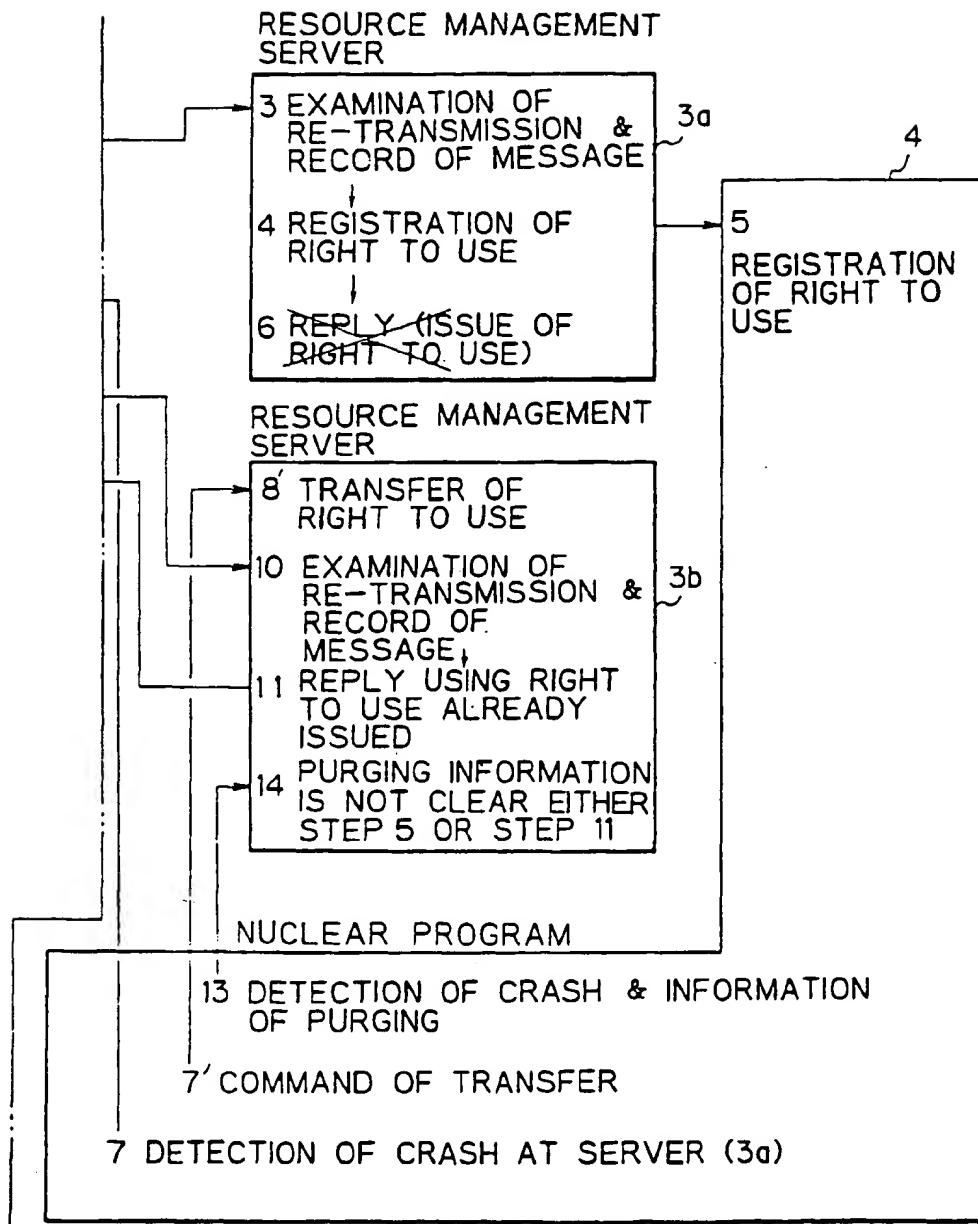 RESOURCE MANAGEMENT
SERVER
3 EXAMINATION OF
RE-TRANSMISSION &
RECORD OF MESSAGE
3a
4 REGISTRATION OF
RIGHT TO USE
6 REPLY (ISSUE OF
RIGHT TO USE)
4
5
REGISTRATION
OF RIGHT TO
USE
RESOURCE MANAGEMENT
SERVER
8' TRANSFER OF
RIGHT TO USE
10 EXAMINATION OF
RE-TRANSMISSION &
RECORD OF
MESSAGE
3b
11 REPLY USING RIGHT
TO USE ALREADY
ISSUED
14 PURGING INFORMATION
IS NOT CLEAR EITHER
STEP 5 OR STEP 11
NUCLEAR PROGRAM
13 DETECTION OF CRASH & INFORMATION
OF PURGING
7' COMMAND OF TRANSFER
7 DETECTION OF CRASH AT SERVER (3a)